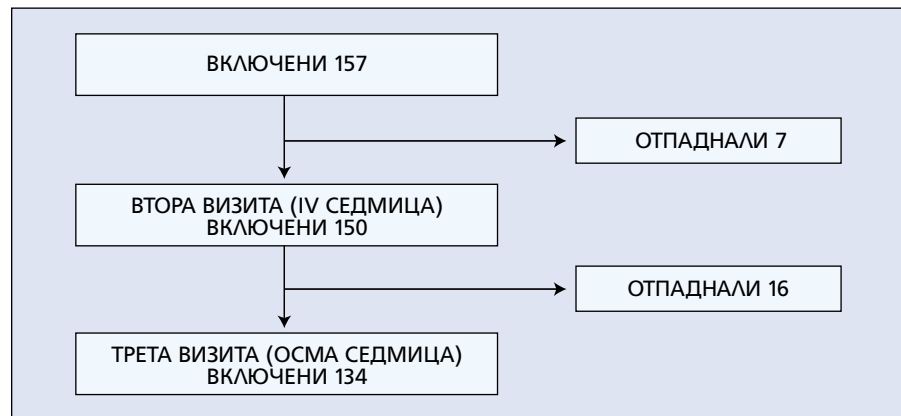 ВКЛЮЧЕНИ 157
ОТПАДНАЛИ 7
ВТОРА ВИЗИТА (IV СЕДМИЦА)
ВКЛЮЧЕНИ 150
ОТПАДНАЛИ 16
ТРЕТА ВИЗИТА (ОСМА СЕДМИЦА)
ВКЛЮЧЕНИ 134